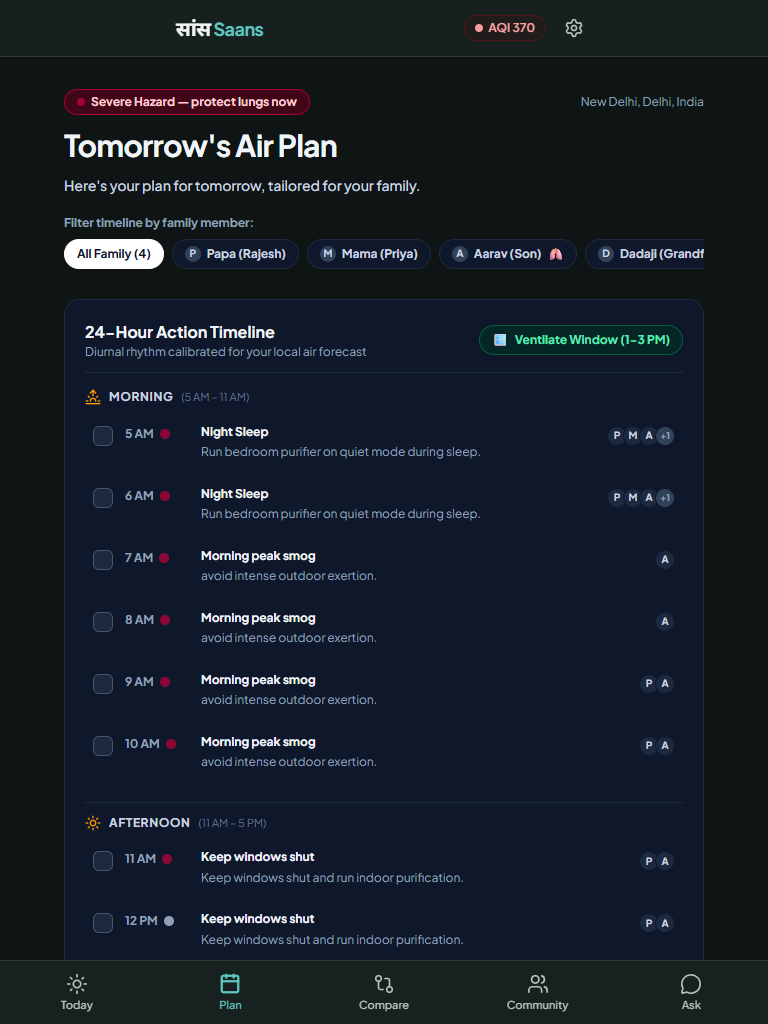 सांस Saans
AQI 370
Severe Hazard — protect lungs now
New Delhi, Delhi, India
Tomorrow's Air Plan
Here's your plan for tomorrow, tailored for your family.
Filter timeline by family member:
All Family (4)
P Papa (Rajesh)
M Mama (Priya)
A Aarav (Son)
D Dadaji (Grandf
24-Hour Action Timeline
Diurnal rhythm calibrated for your local air forecast
Ventilate Window (1–3 PM)
MORNING (5 AM – 11 AM)
5 AM Night Sleep P M A +1
Run bedroom purifier on quiet mode during sleep.
6 AM Night Sleep P M A +1
Run bedroom purifier on quiet mode during sleep.
7 AM Morning peak smog A
avoid intense outdoor exertion.
8 AM Morning peak smog A
avoid intense outdoor exertion.
9 AM Morning peak smog P A
avoid intense outdoor exertion.
10 AM Morning peak smog P A
avoid intense outdoor exertion.
AFTERNOON (11 AM – 5 PM)
11 AM Keep windows shut P A
Keep windows shut and run indoor purification.
12 PM Keep windows shut P A
Keep windows shut and run indoor purification.
Today
Plan
Compare
Community
Ask